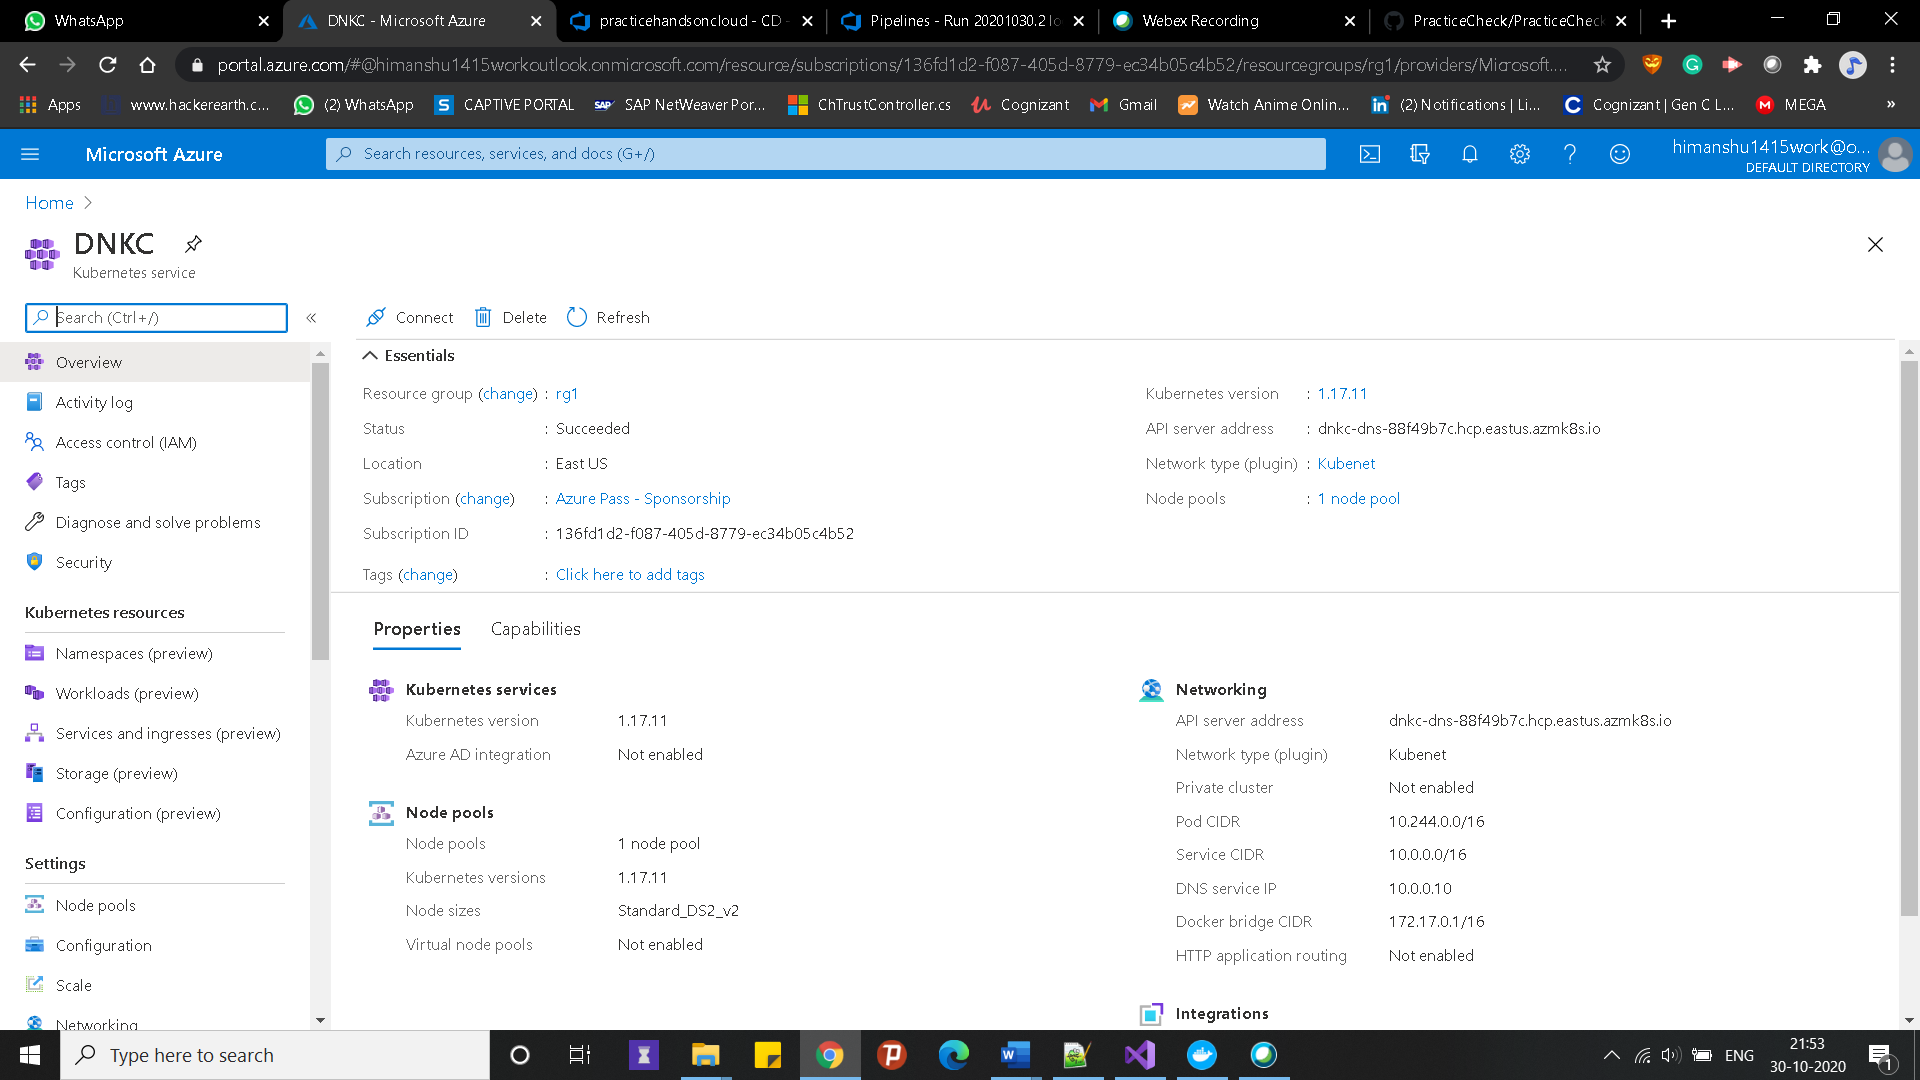 WhatsApp
DNKC - Microsoft Azure
practicehandsoncloud - CD -
Pipelines - Run 20201030.2 lo
Webex Recording
PracticeCheck/PracticeCheck
portal.azure.com/#@himanshu1415workoutlook.onmicrosoft.com/resource/subscriptions/136fd1d2-f087-405d-8779-ec34b05c4b52/resourcegroups/rg1/providers/Microsoft....
Apps
www.hackerearth.c...
(2) WhatsApp
CAPTIVE PORTAL
SAP NetWeaver Por...
ChTrustController.cs
Cognizant
Gmail
Watch Anime Onlin...
(2) Notifications | Li...
Cognizant | Gen C L...
MEGA
Microsoft Azure
Search resources, services, and docs (G+/)
himanshu1415work@o...
DEFAULT DIRECTORY
Home
DNKC
Kubernetes service
Search (Ctrl+/)
Connect
Delete
Refresh
Overview
Activity log
Access control (IAM)
Tags
Diagnose and solve problems
Security
Kubernetes resources
Namespaces (preview)
Workloads (preview)
Services and ingresses (preview)
Storage (preview)
Configuration (preview)
Settings
Node pools
Configuration
Scale
Networking
Essentials
Resource group (change) : rg1
Status : Succeeded
Location : East US
Subscription (change) : Azure Pass - Sponsorship
Subscription ID : 136fd1d2-f087-405d-8779-ec34b05c4b52
Tags (change) : Click here to add tags
Kubernetes version : 1.17.11
API server address : dnkc-dns-88f49b7c.hcp.eastus.azmk8s.io
Network type (plugin) : Kubenet
Node pools : 1 node pool
Properties
Capabilities
Kubernetes services
Kubernetes version 1.17.11
Azure AD integration Not enabled
Node pools
Node pools 1 node pool
Kubernetes versions 1.17.11
Node sizes Standard_DS2_v2
Virtual node pools Not enabled
Networking
API server address dnkc-dns-88f49b7c.hcp.eastus.azmk8s.io
Network type (plugin) Kubenet
Private cluster Not enabled
Pod CIDR 10.244.0.0/16
Service CIDR 10.0.0.0/16
DNS service IP 10.0.0.10
Docker bridge CIDR 172.17.0.1/16
HTTP application routing Not enabled
Integrations
Type here to search
ENG
21:53
30-10-2020
1